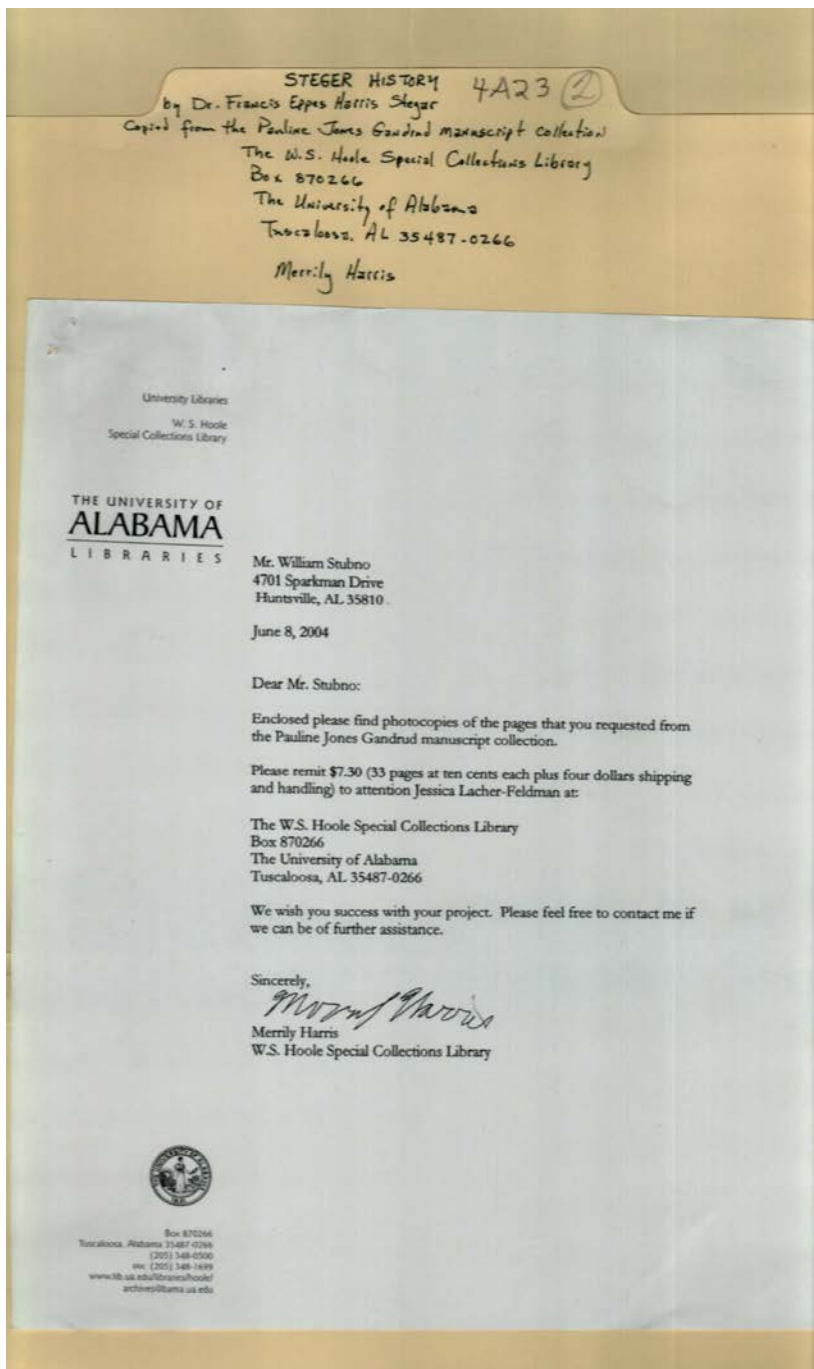 STEGER HISTORY 4A23 2
by Dr. Francis Eppes Harris Steger
Copied from the Pauline Jones Gandrud manuscript collection
The W.S. Hoole Special Collections Library
Box 870266
The University of Alabama
Tuscaloosa, AL 35487-0266
Merrily Harris
University Libraries
W. S. Hoole
Special Collections Library
THE UNIVERSITY OF
ALABAMA
LIBRARIES
Mr. William Stubno
4701 Sparkman Drive
Huntsville, AL 35810
June 8, 2004
Dear Mr. Stubno:
Enclosed please find photocopies of the pages that you requested from
the Pauline Jones Gandrud manuscript collection.
Please remit $7.30 (33 pages at ten cents each plus four dollars shipping
and handling) to attention Jessica Lacher-Feldman at:
The W.S. Hoole Special Collections Library
Box 870266
The University of Alabama
Tuscaloosa, AL 35487-0266
We wish you success with your project. Please feel free to contact me if
we can be of further assistance.
Sincerely,
Merrily Harris
W.S. Hoole Special Collections Library
Box 870266
Tuscaloosa, Alabama 35487-0266
(205) 348-0500
(205) 348-1699
www.lib.ua.edu/libraries/hoole/
archives@bama.ua.edu